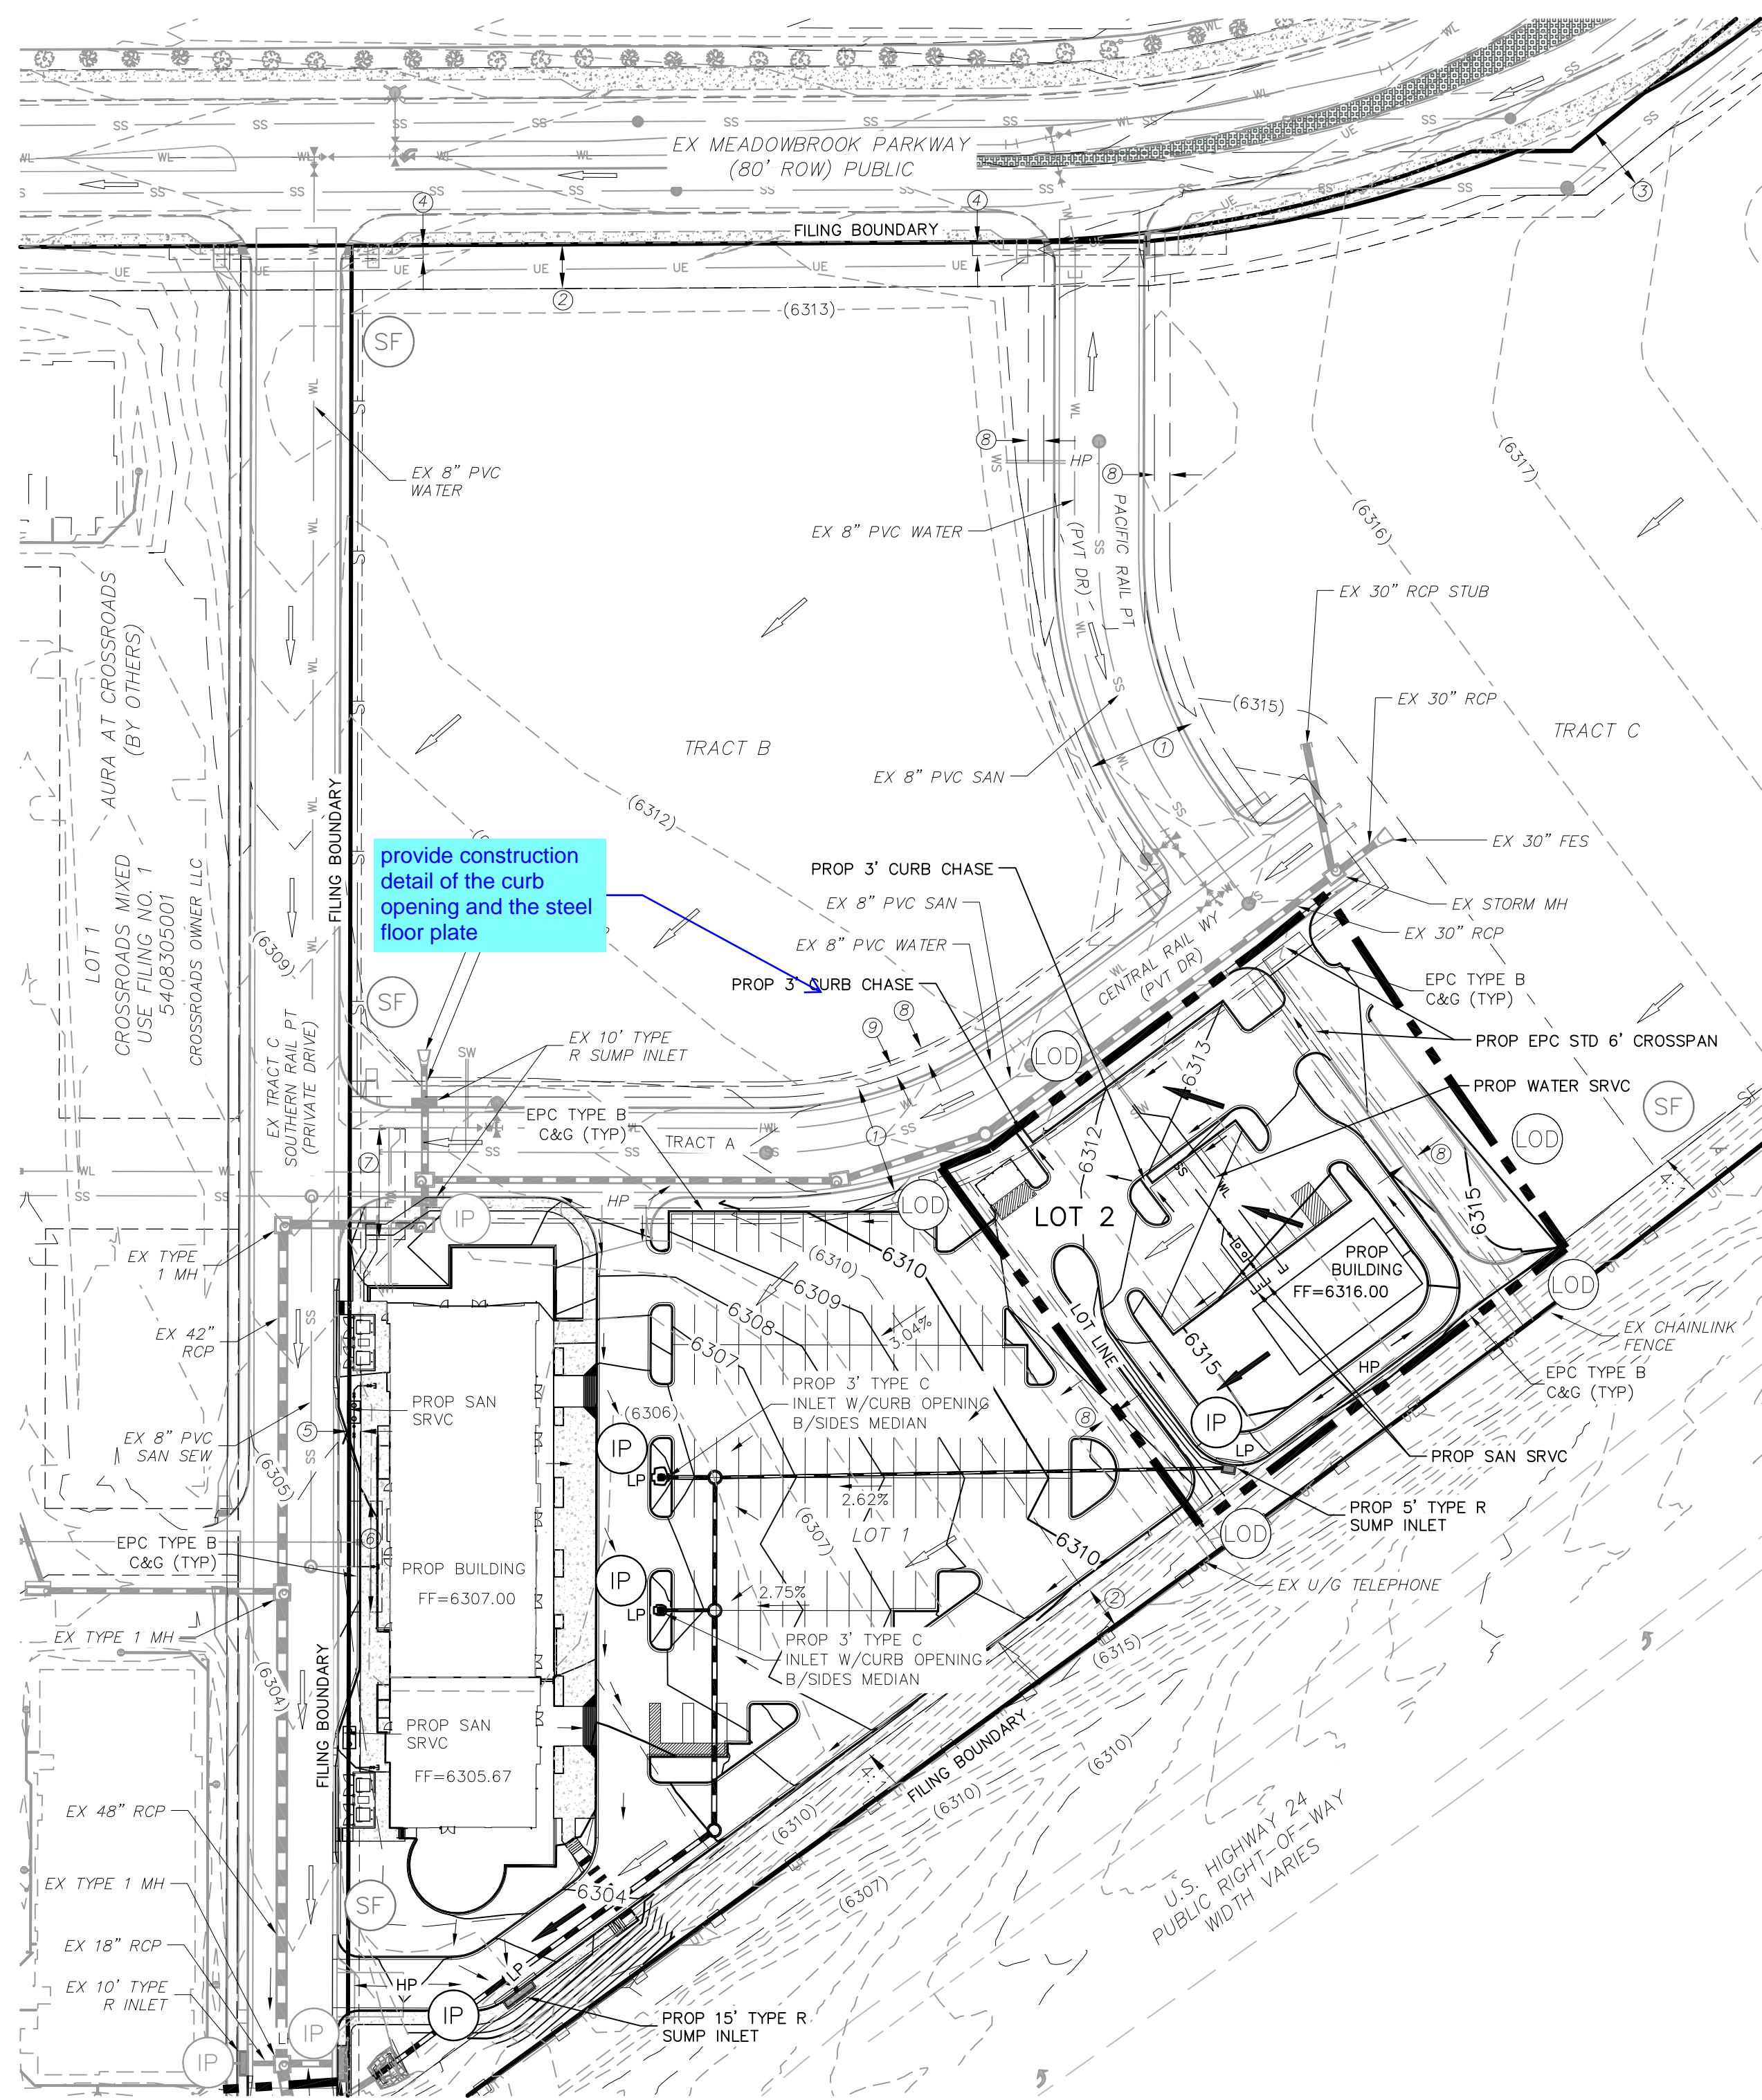 EX MEADOWBROOK PARKWAY
(80' ROW) PUBLIC
FILING BOUNDARY
(6313)
SF
EX 8" PVC
WATER
HP
EX 8" PVC WATER
PACIFIC RAIL PT
(PVT DR)
(6317)
(6316)
EX 30" RCP STUB
EX 30" RCP
(6315)
TRACT C
TRACT B
EX 8" PVC SAN
(6312)
EX 30" FES
LOT 1 AURA AT CROSSROADS
(BY OTHERS)
CROSSROADS MIXED
USE FILING NO. 1
5408305001
CROSSROADS OWNER LLC
FILING BOUNDARY
provide construction
detail of the curb
opening and the steel
floor plate
PROP 3' CURB CHASE
EX 8" PVC SAN
EX 8" PVC WATER
PROP 3' CURB CHASE
CENTRAL RAIL WY
(PVT DR)
EX STORM MH
EX 30" RCP
EPC TYPE B
C&G (TYP)
PROP EPC STD 6' CROSSPAN
PROP WATER SRVC
(6309)
SF
EX TRACT C
SOUTHERN RAIL PT
(PRIVATE DRIVE)
EX 10' TYPE
R SUMP INLET
EPC TYPE B
C&G (TYP)
TRACT A
LOD
SF
LOD
6313
6312
LOT 2
6315
IP
HP
LOD
EX TYPE
1 MH
(6310)
6310
6309
6308
6307
3.04%
PROP
BUILDING
FF=6316.00
LOD
EX 42"
RCP
LOT LINE
6315
HP
EX CHAINLINK
FENCE
EPC TYPE B
C&G (TYP)
PROP SAN
SRVC
PROP 3' TYPE C
INLET W/CURB OPENING
B/SIDES MEDIAN
(6306)
IP
IP
LP
LP
EX 8" PVC
SAN SEW
(6305)
PROP SAN SRVC
2.62%
LOT 1
(6307)
PROP 5' TYPE R
SUMP INLET
LOD
6310
EPC TYPE B
C&G (TYP)
PROP BUILDING
FF=6307.00
IP
LP
2.75%
EX U/G TELEPHONE
EX TYPE 1 MH
PROP 3' TYPE C
INLET W/CURB OPENING
B/SIDES MEDIAN
(6315)
(6304)
FILING BOUNDARY
PROP SAN
SRVC
FF=6305.67
FILING BOUNDARY
(6310)
(6310)
(6310)
EX 48" RCP
U.S. HIGHWAY 24
PUBLIC RIGHT-OF-WAY
WIDTH VARIES
EX TYPE 1 MH
SF
6304
(6307)
EX 18" RCP
HP
LP
EX 10' TYPE
R INLET
IP
IP
IP
PROP 15' TYPE R
SUMP INLET